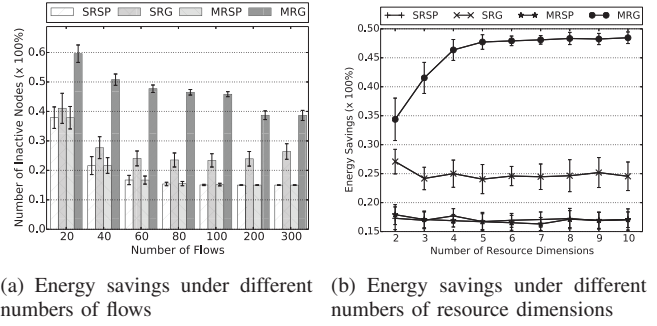 SRSP SRG MRSP MRG
Number of Inactive Nodes (x 100%)
0.6
0.5
0.4
0.3
0.2
0.1
0.0
20 40 60 80 100 200 300
Number of Flows
(a) Energy savings under different
numbers of flows
SRSP SRG MRSP MRG
Energy Savings (x 100%)
0.50
0.45
0.40
0.35
0.30
0.25
0.20
0.15
2 3 4 5 6 7 8 9 10
Number of Resource Dimensions
(b) Energy savings under different
numbers of resource dimensions